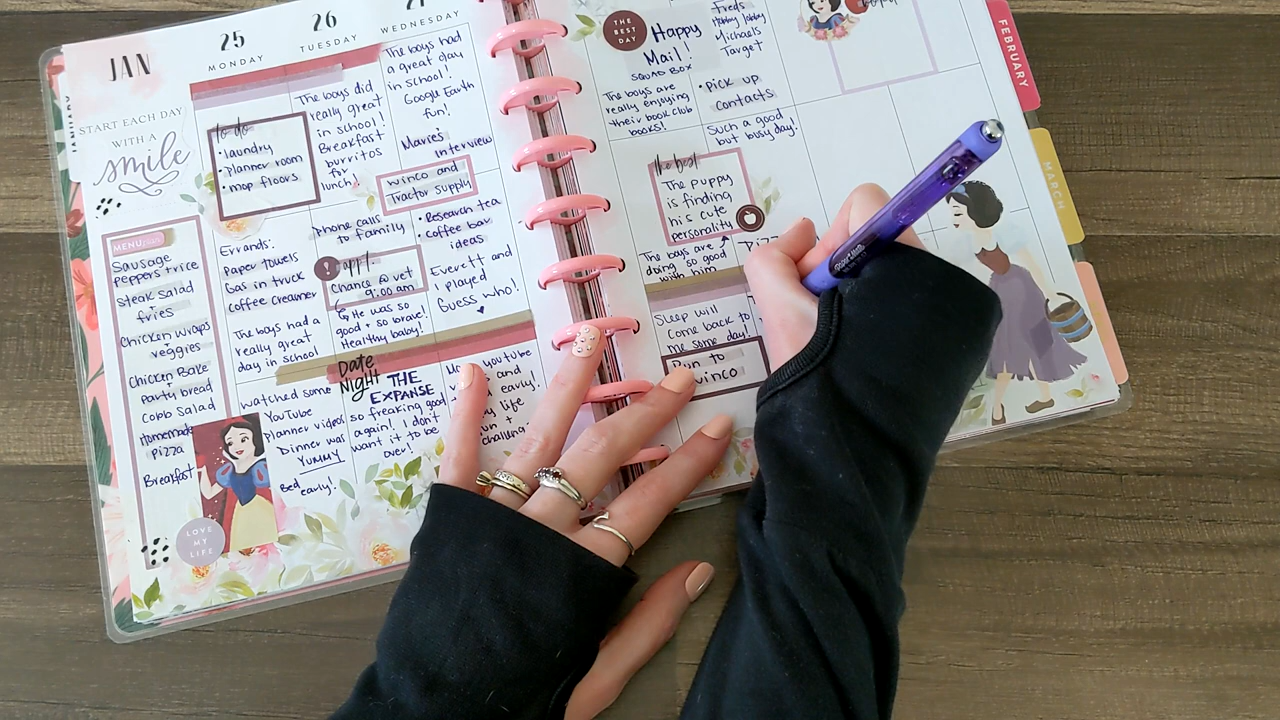 JAN
START EACH DAY
WITH A
smile
MENU
Sausage
peppers + rice
steak salad
fries
Chicken wraps
veggies
Chicken Bake
+
party bread
Cobb Salad
Homemade
pizza
Breakfast
LOVE
MY
LIFE
25
MONDAY
to do
• laundry
• planner room
• mop floors
Errands:
Paper towels
Gas in truck
coffee creamer
The boys had a
really great
day in school
watched some
YouTube
planner videos
Dinner was
YUMMY
Bed early!
26
TUESDAY
The boys did
really great
in school!
Breakfast
burritos
for
lunch!
phone calls
to family
!
appt.
Chance @ vet
9:00 am
↳ He was so
good + so brave!
Healthy baby!
Date
Night
THE
EXPANSE
so freaking good
again! I don't
want it to be
over!
WEDNESDAY
The boys had
a great day
in school!
Google Earth
fun!
Mavie's
interview
winco and
Tractor supply
• Research tea
+ coffee bar
ideas.
Everett and
I played
Guess who!
YouTube
and
early.
life
challeng
THE
BEST
DAY
Happy
Mail!
SQUAD BOX
The boys are
really enjoying
their book club
books!
the best
The puppy
is finding
his cute
personality
The boys are
doing so good
with him
Sleep will
come back to
me some day!
Run to
winco
Freds
Hobby lobby
Michaels
Target
• pick up
contacts
Such a good
but busy day!
FEBRUARY
MARCH